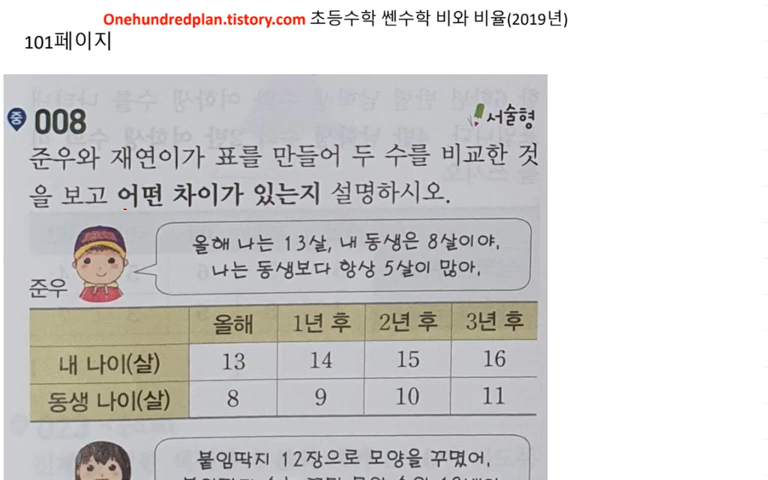 Onehundredplan.tistory.com 초등수학 쎈수학 비와 비율(2019년)
101페이지
중 008 서술형
준우와 재연이가 표를 만들어 두 수를 비교한 것
을 보고 어떤 차이가 있는지 설명하시오.
올해 나는 13살, 내 동생은 8살이야.
나는 동생보다 항상 5살이 많아.
준우
올해 1년 후 2년 후 3년 후
내 나이(살) 13 14 15 16
동생 나이(살) 8 9 10 11
붙임딱지 12장으로 모양을 꾸몄어.